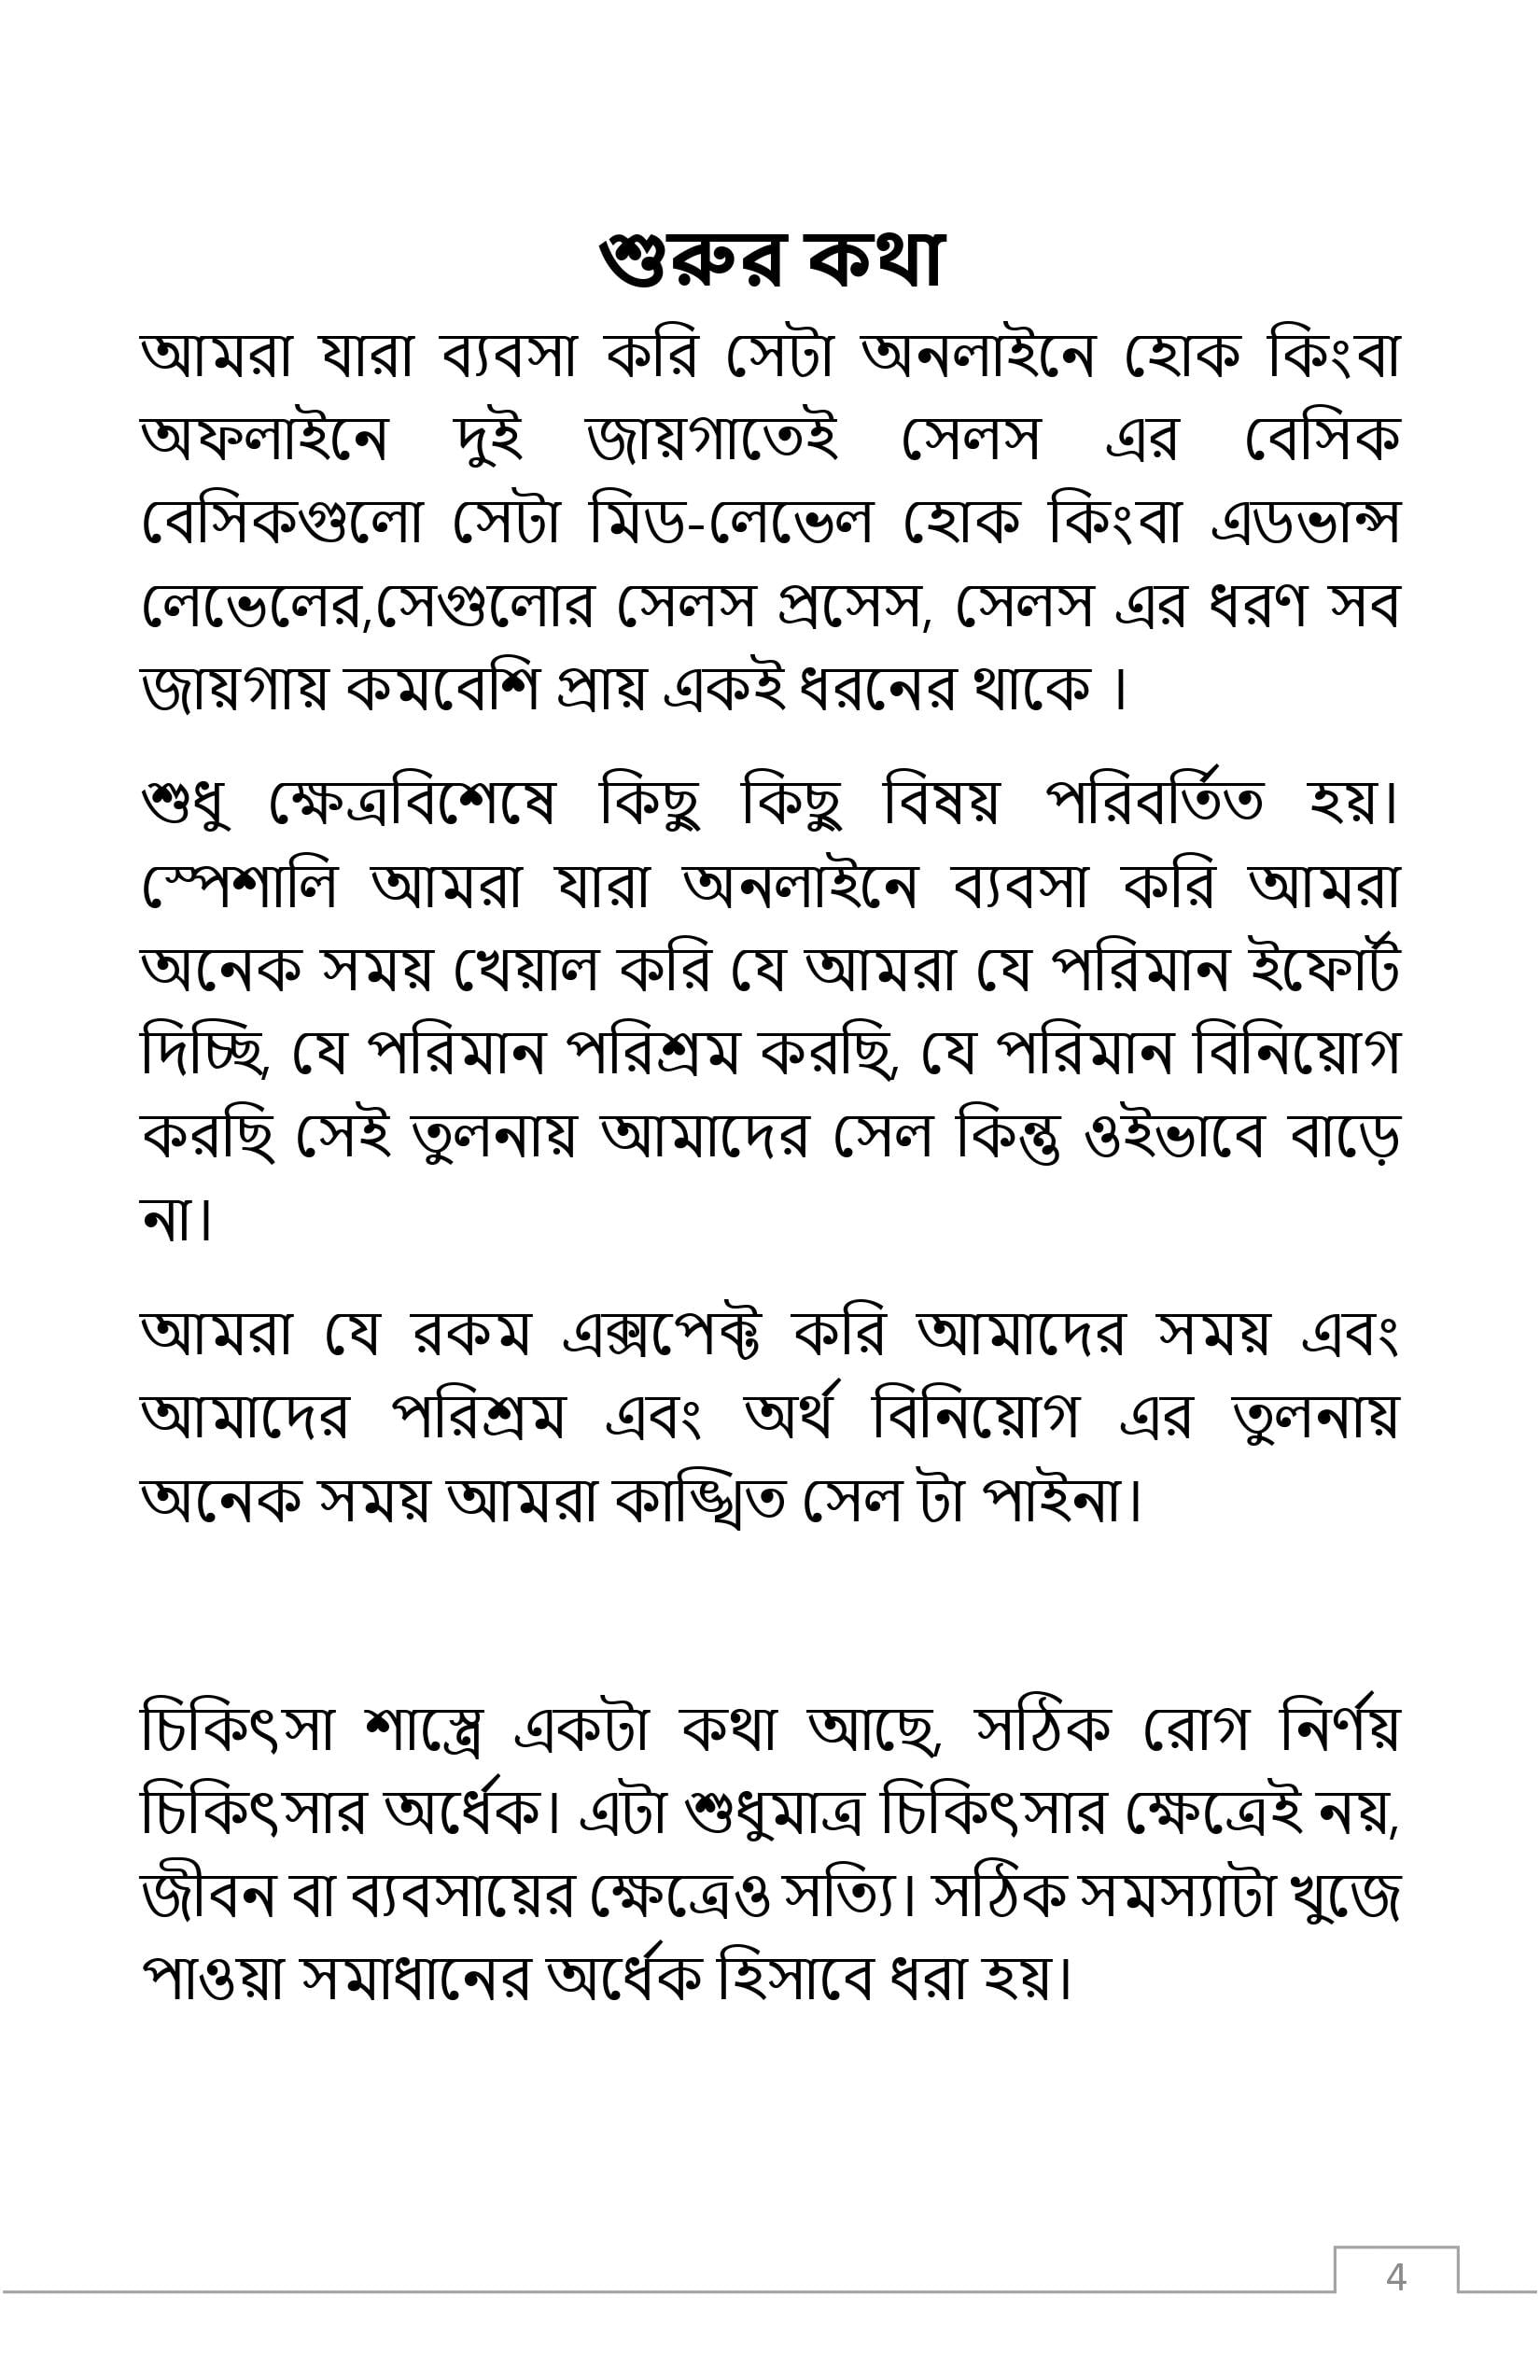 শুরুর কথা
আমরা যারা ব্যবসা করি সেটা অনলাইনে হোক কিংবা
অফলাইনে দুই জায়গাতেই সেলস এর বেসিক
বেসিকগুলো সেটা মিড-লেভেল হোক কিংবা এডভান্স
লেভেলের,সেগুলোর সেলস প্রসেস, সেলস এর ধরণ সব
জায়গায় কমবেশি প্রায় একই ধরনের থাকে ।
শুধু ক্ষেত্রবিশেষে কিছু কিছু বিষয় পরিবর্তিত হয়।
স্পেশালি আমরা যারা অনলাইনে ব্যবসা করি আমরা
অনেক সময় খেয়াল করি যে আমরা যে পরিমান ইফোর্ট
দিচ্ছি, যে পরিমান পরিশ্রম করছি, যে পরিমান বিনিয়োগ
করছি সেই তুলনায় আমাদের সেল কিন্তু ওইভাবে বাড়ে
না।
আমরা যে রকম এক্সপেক্ট করি আমাদের সময় এবং
আমাদের পরিশ্রম এবং অর্থ বিনিয়োগ এর তুলনায়
অনেক সময় আমরা কাঙ্খিত সেল টা পাইনা।
চিকিৎসা শাস্ত্রে একটা কথা আছে, সঠিক রোগ নির্ণয়
চিকিৎসার অর্ধেক। এটা শুধুমাত্র চিকিৎসার ক্ষেত্রেই নয়,
জীবন বা ব্যবসায়ের ক্ষেত্রেও সত্যি। সঠিক সমস্যাটা খুজে
পাওয়া সমাধানের অর্ধেক হিসাবে ধরা হয়।
4